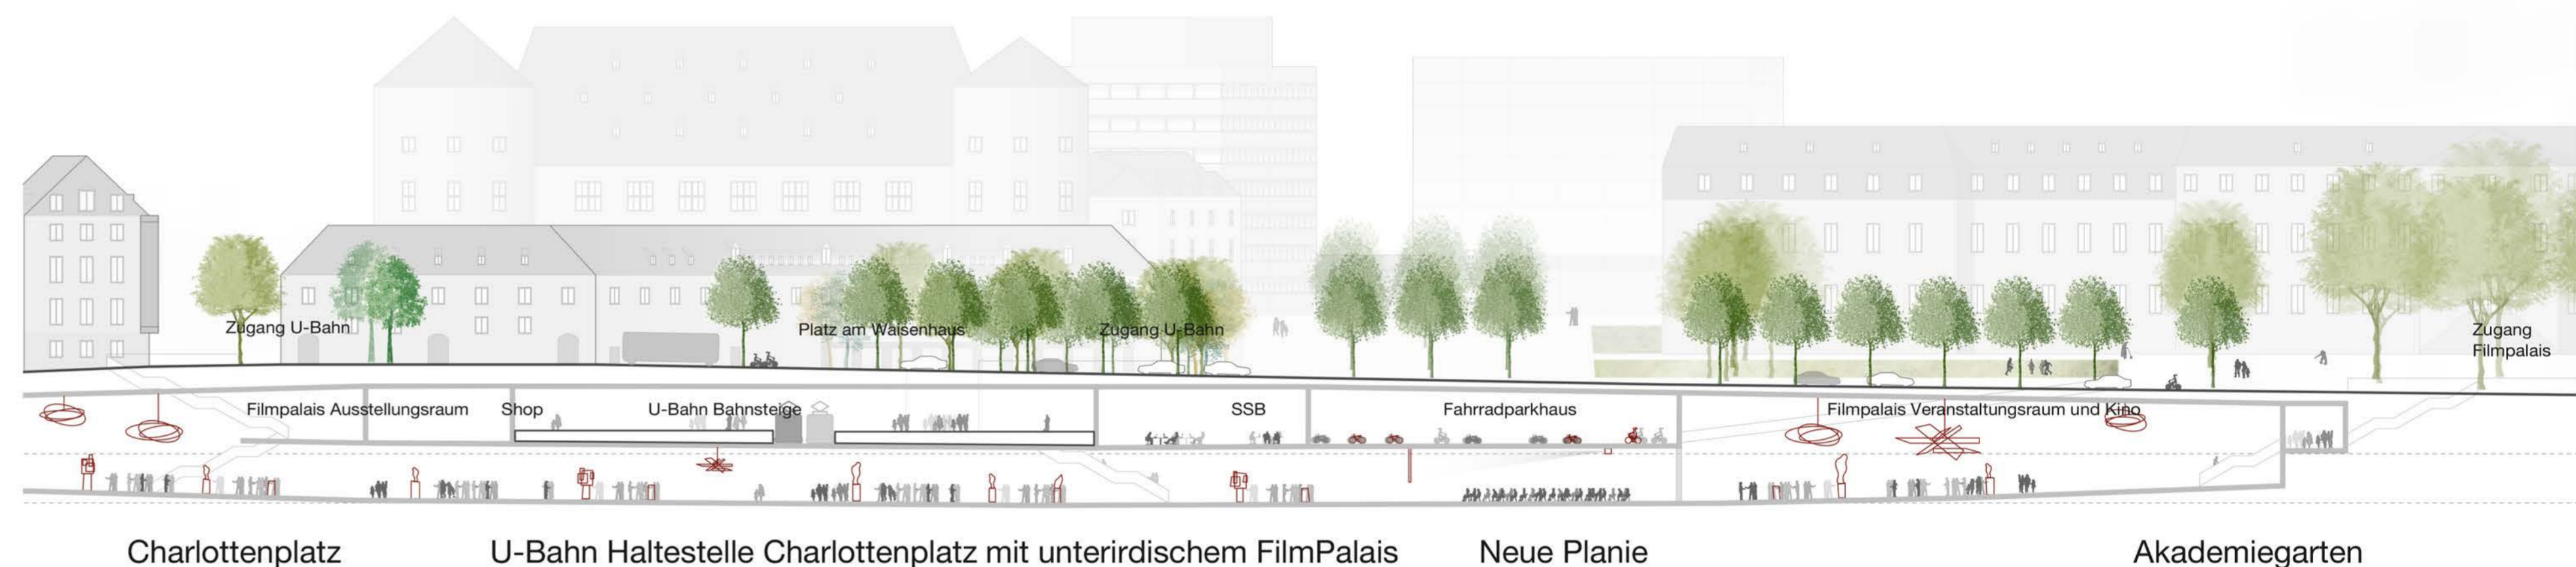 Zugang U-Bahn
Platz am Waisenhaus
Zugang U-Bahn
Zugang
Filmpalais
Filmpalais Ausstellungsraum
Shop
U-Bahn Bahnsteige
SSB
Fahrradparkhaus
Filmpalais Veranstaltungsraum und Kino
Charlottenplatz
U-Bahn Haltestelle Charlottenplatz mit unterirdischem FilmPalais
Neue Planie
Akademiegarten